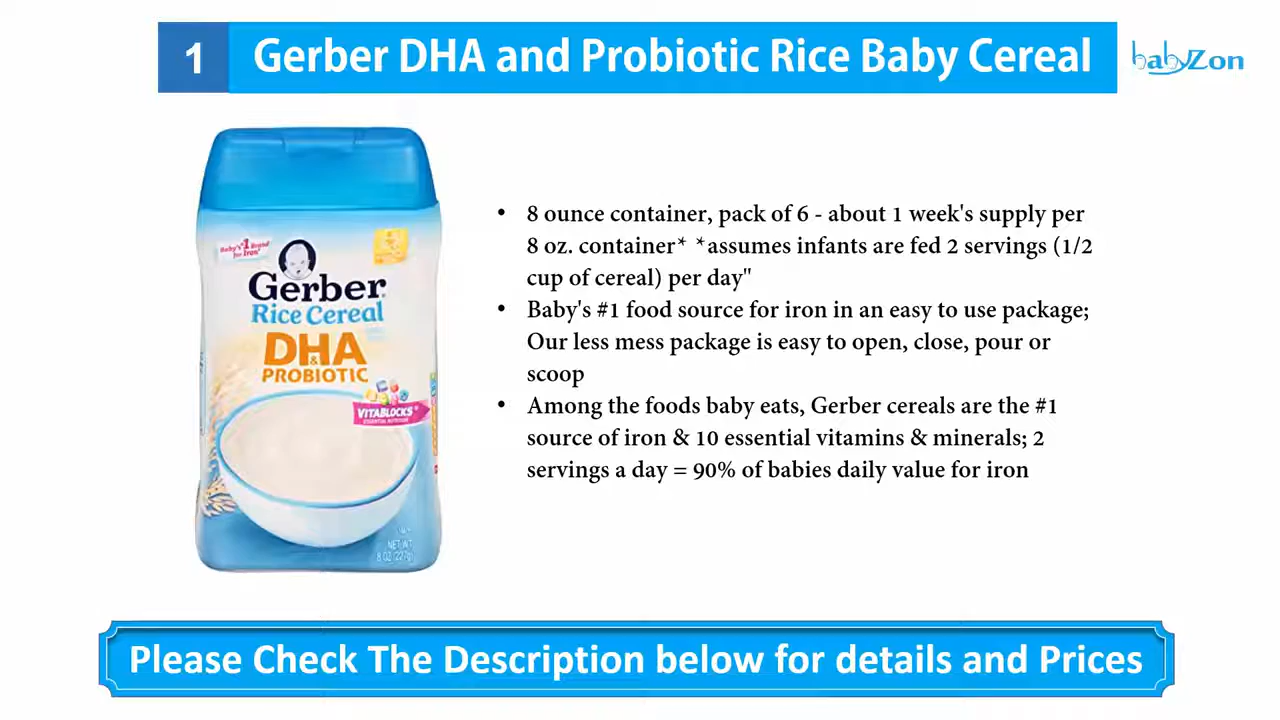 1
Gerber DHA and Probiotic Rice Baby Cereal
babyZon
• 8 ounce container, pack of 6 - about 1 week's supply per
8 oz. container* *assumes infants are fed 2 servings (1/2
cup of cereal) per day"
• Baby's #1 food source for iron in an easy to use package;
Our less mess package is easy to open, close, pour or
scoop
• Among the foods baby eats, Gerber cereals are the #1
source of iron & 10 essential vitamins & minerals; 2
servings a day = 90% of babies daily value for iron
Baby's #1 Brand
for Iron
Gerber®
Rice Cereal
DHA
&
PROBIOTIC
VITABLOCKS
ESSENTIAL NUTRITION
NET WT
8 OZ (227g)
Please Check The Description below for details and Prices